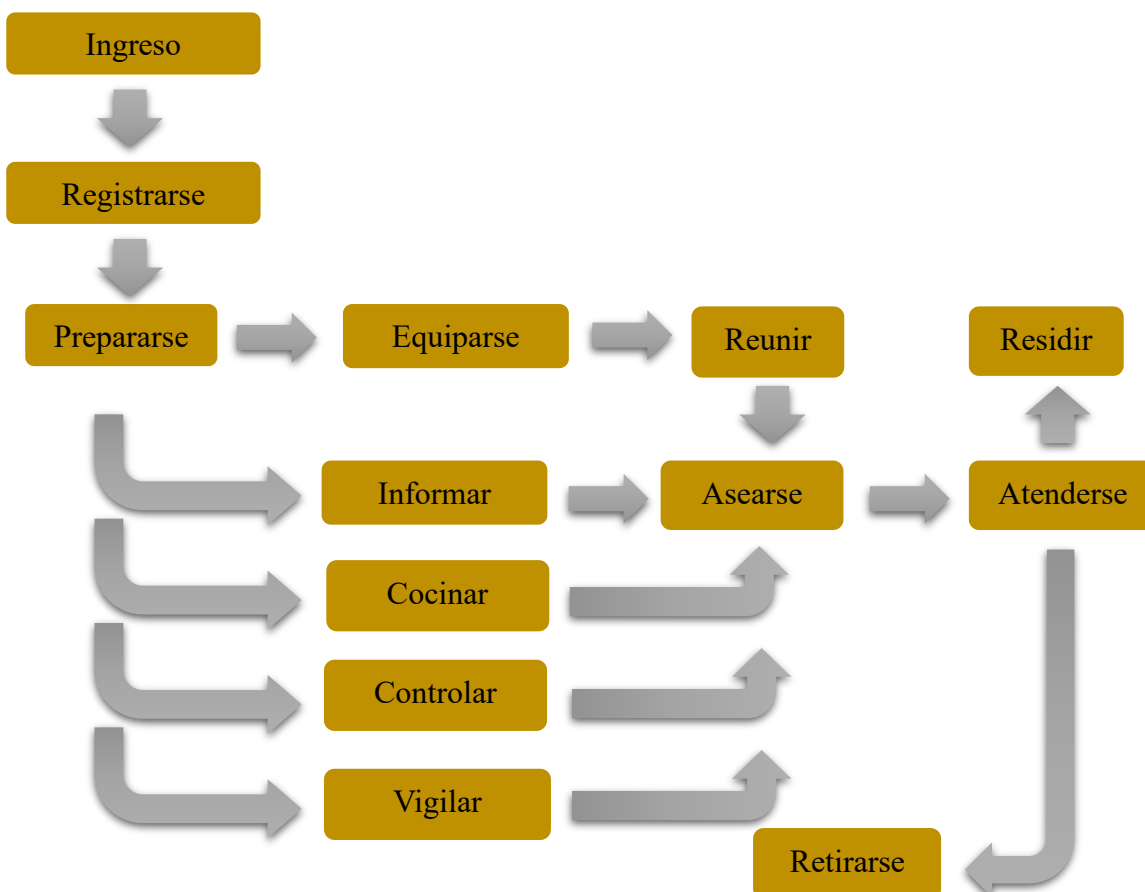 Ingreso
Registrarse
Prepararse
Equiparse
Reunir
Residir
Informar
Asearse
Atenderse
Cocinar
Controlar
Vigilar
Retirarse